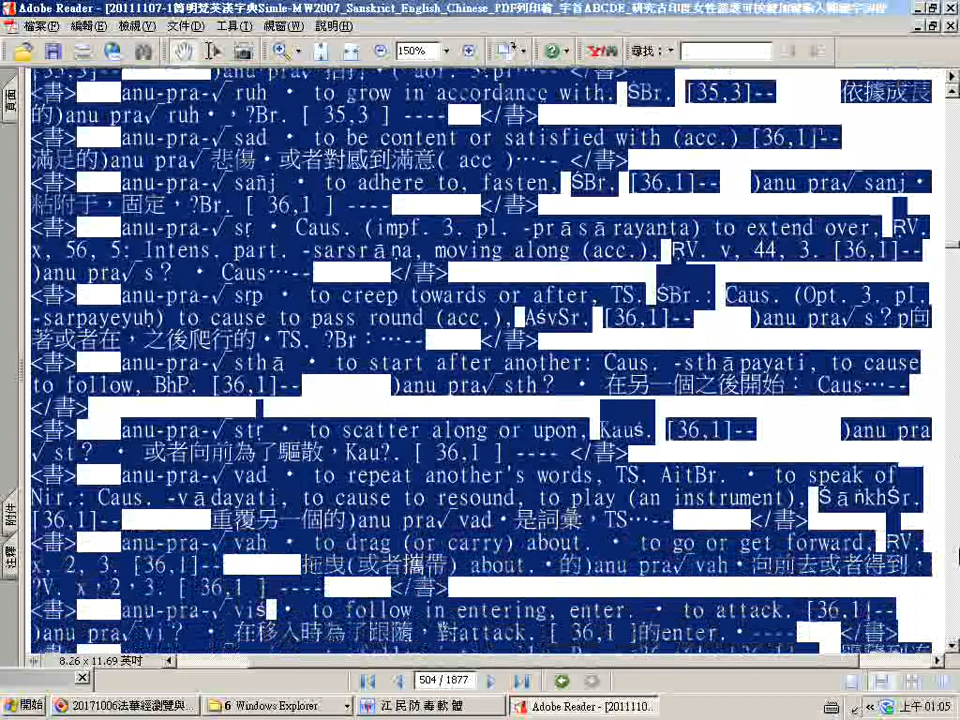 Adobe Reader - [20111107-1簡明梵英漢字典Simle-MW2007_Sanskrit_English_Chinese_PDF列印檔_字首ABCDE_研究古印度女性
檔案(F) 編輯(E) 檢視(V) 文件(D) 工具(T) 視窗(W) 說明(H)
150% 尋找:
頁面
<書> anu-pra-√ruh • to grow in accordance with, ŚBr. [35,3]-- 依據成長
的)anu pra√ruh • ,?Br. [ 35,3 ] ---- </書>
<書> anu-pra-√sad • to be content or satisfied with (acc.) [36,1]--
滿足的)anu pra√悲傷 • 或者對感到滿意( acc )…-- </書>
<書> anu-pra-√sañj • to adhere to, fasten, ŚBr. [36,1]-- )anu pra√sanj •
粘附于,固定,?Br. [ 36,1 ] ---- </書>
<書> anu-pra-√sṛ • Caus. (impf. 3. pl. -prāsārayanta) to extend over, RV.
x, 56, 5: Intens. part. -sarsrāṇa, moving along (acc.), RV. v, 44, 3. [36,1]--
)anu pra√s? • Caus…-- </書>
<書> anu-pra-√sṛp • to creep towards or after, TS. ŚBr.: Caus. (Opt. 3. pl.
-sarpayeyuḥ) to cause to pass round (acc.), AśvSr. [36,1]-- )anu pra√s?p向
著或者在,之後爬行的 • TS. ?Br:…-- </書>
<書> anu-pra-√sthā • to start after another: Caus. -sthāpayati, to cause
to follow, BhP. [36,1]-- )anu pra√sth? • 在另一個之後開始: Caus…--
</書>
<書> anu-pra-√stṛ • to scatter along or upon, Kauś. [36,1]-- )anu pra
√st? • 或者向前為了驅散,Kau?. [ 36,1 ] ---- </書>
<書> anu-pra-√vad • to repeat another's words, TS. AitBr. • to speak of
Nir.: Caus. -vādayati, to cause to resound, to play (an instrument), ŚāṅkhŚr.
[36,1]-- 重覆另一個的)anu pra√vad • 是詞彙,TS…-- </書>
<書> anu-pra-√vah • to drag (or carry) about. • to go or get forward, RV.
x, 2, 3. [36,1]-- 拖曳(或者攜帶) about. • 的)anu pra√vah • 向前去或者得到,
?V. x • 2 • 3. [ 36,1 ] ---- </書>
<書> anu-pra-√viś • to follow in entering, enter. • to attack. [36,1]--
)anu pra√vi? • 在移入時為了跟隨,對attack. [ 36,1 ]的enter. • ---- </書>
附件
注釋
8.26 x 11.69 英吋
504 / 1877
開始 20171006法華經瀏覽與... 6 Windows Explorer 江民防毒軟體 Adobe Reader - [2011110... 上午 01:05